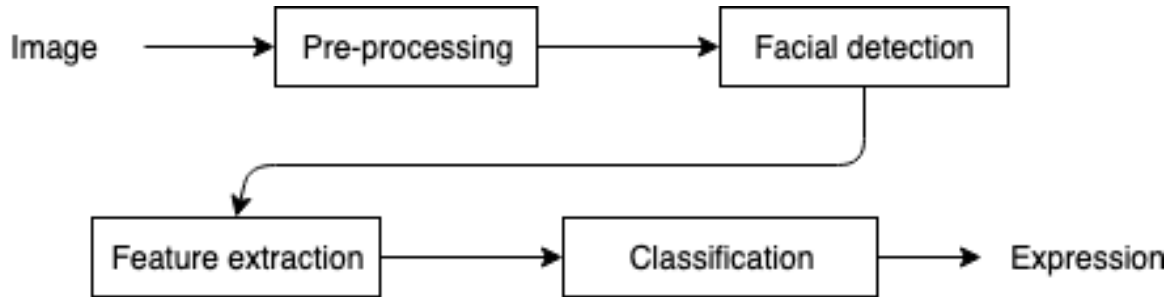 Image
Pre-processing
Facial detection
Feature extraction
Classification
Expression